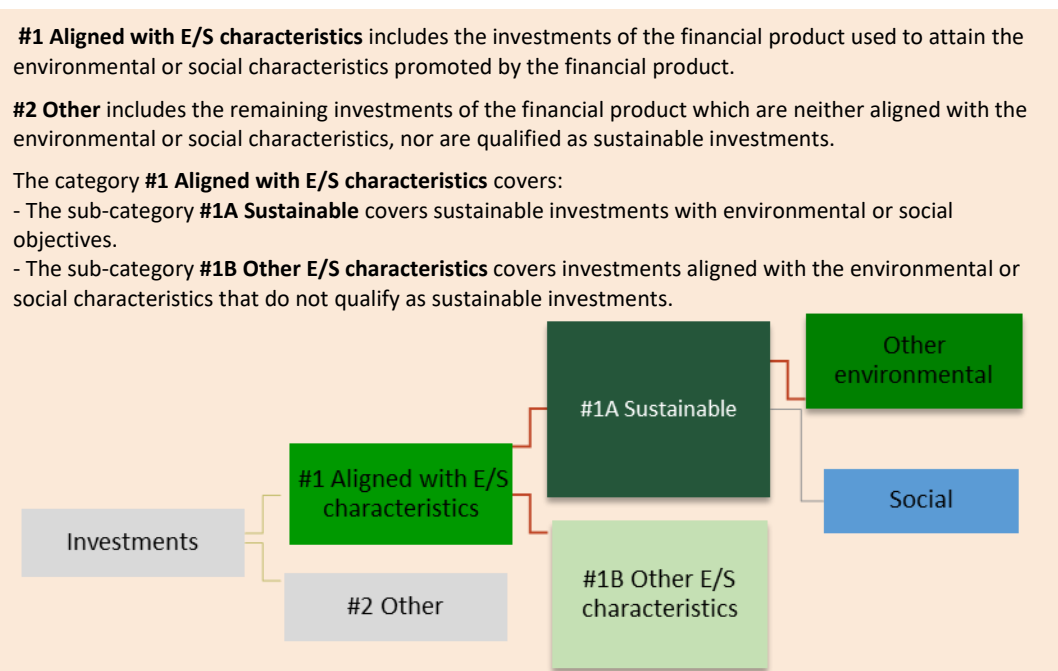 #1 Aligned with E/S characteristics includes the investments of the financial product used to attain the
environmental or social characteristics promoted by the financial product.
#2 Other includes the remaining investments of the financial product which are neither aligned with the
environmental or social characteristics, nor are qualified as sustainable investments.
The category #1 Aligned with E/S characteristics covers:
- The sub-category #1A Sustainable covers sustainable investments with environmental or social
objectives.
- The sub-category #1B Other E/S characteristics covers investments aligned with the environmental or
social characteristics that do not qualify as sustainable investments.
Investments
#1 Aligned with E/S
characteristics
#2 Other
#1A Sustainable
#1B Other E/S
characteristics
Other
environmental
Social